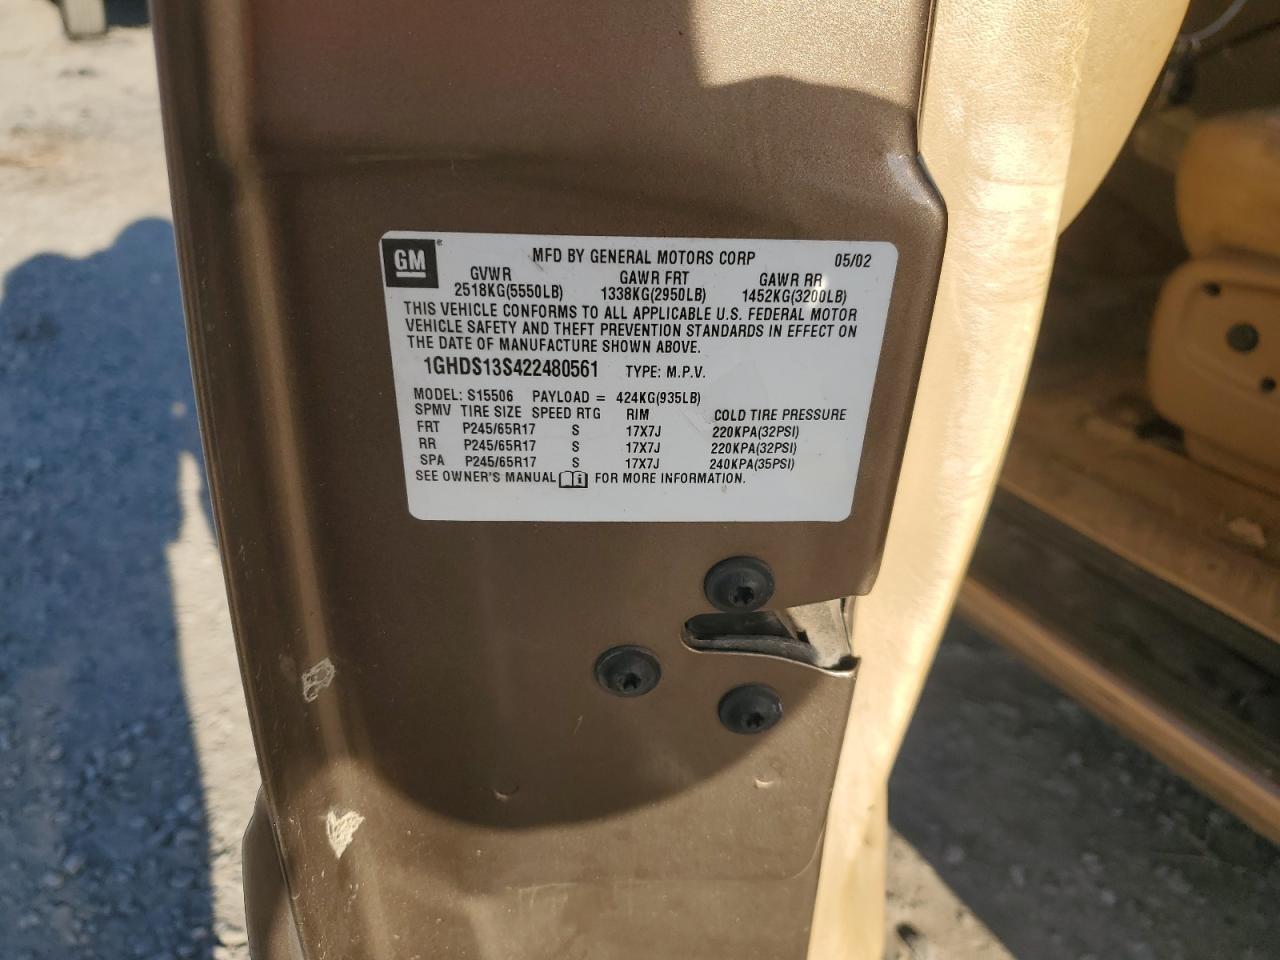 GM ® MFD BY GENERAL MOTORS CORP 05/02
GVWR GAWR FRT GAWR RR
2518KG(5550LB) 1338KG(2950LB) 1452KG(3200LB)
THIS VEHICLE CONFORMS TO ALL APPLICABLE U.S. FEDERAL MOTOR
VEHICLE SAFETY AND THEFT PREVENTION STANDARDS IN EFFECT ON
THE DATE OF MANUFACTURE SHOWN ABOVE.
1GHDS13S422480561 TYPE: M.P.V.
MODEL: S15506 PAYLOAD = 424KG(935LB)
SPMV TIRE SIZE SPEED RTG RIM COLD TIRE PRESSURE
FRT P245/65R17 S 17X7J 220KPA(32PSI)
RR P245/65R17 S 17X7J 220KPA(32PSI)
SPA P245/65R17 S 17X7J 240KPA(35PSI)
SEE OWNER'S MANUAL i FOR MORE INFORMATION.